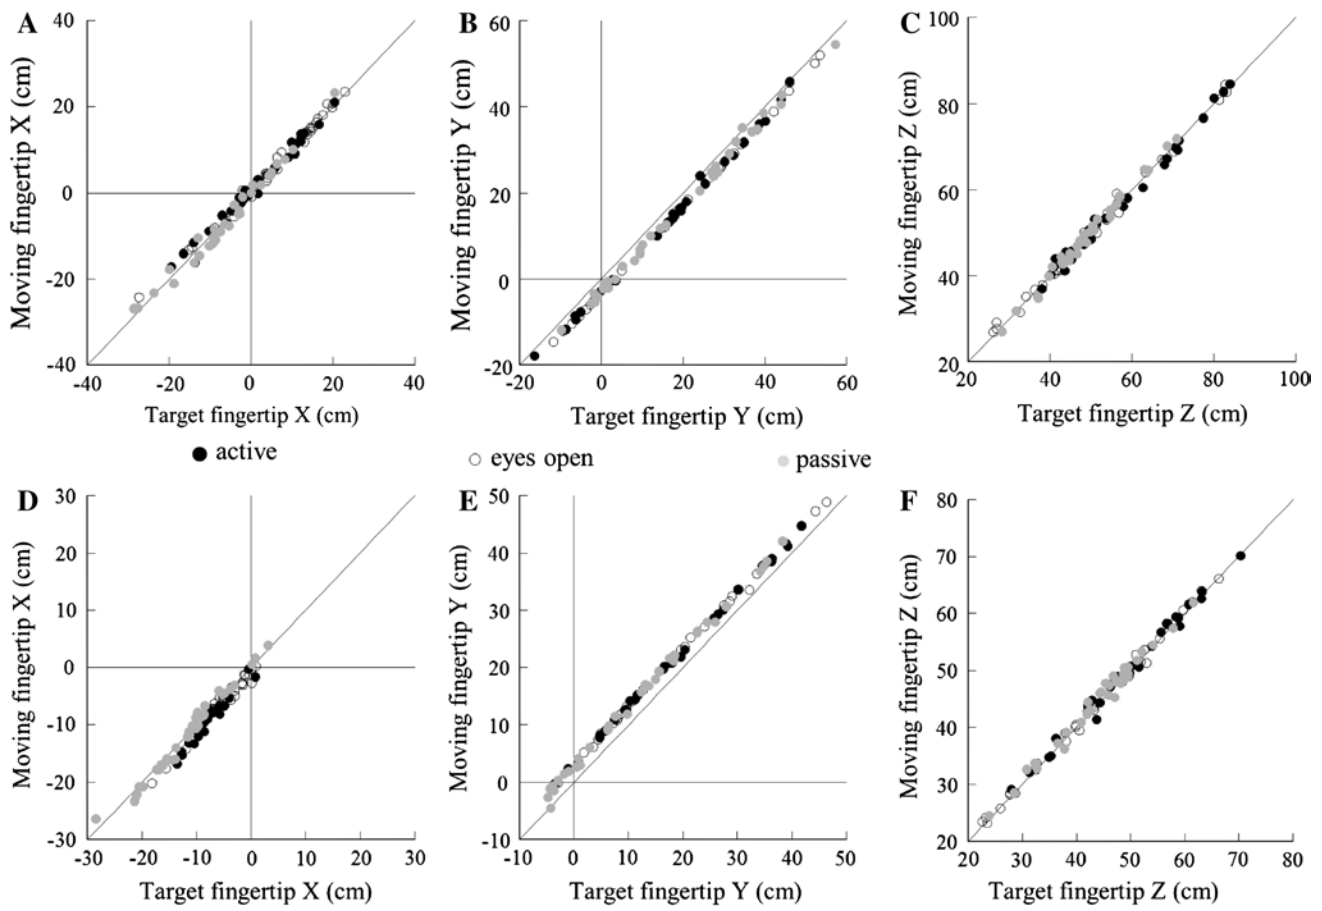 A
Moving fingertip X (cm)
40
20
0
-20
-40
-40 -20 0 20 40
Target fingertip X (cm)
B
Moving fingertip Y (cm)
60
40
20
0
-20
-20 0 20 40 60
Target fingertip Y (cm)
C
Moving fingertip Z (cm)
100
80
60
40
20
20 40 60 80 100
Target fingertip Z (cm)
active
eyes open
passive
D
Moving fingertip X (cm)
30
20
10
0
-10
-20
-30
-30 -20 -10 0 10 20 30
Target fingertip X (cm)
E
Moving fingertip Y (cm)
50
40
30
20
10
0
-10
-10 0 10 20 30 40 50
Target fingertip Y (cm)
F
Moving fingertip Z (cm)
80
70
60
50
40
30
20
20 30 40 50 60 70 80
Target fingertip Z (cm)